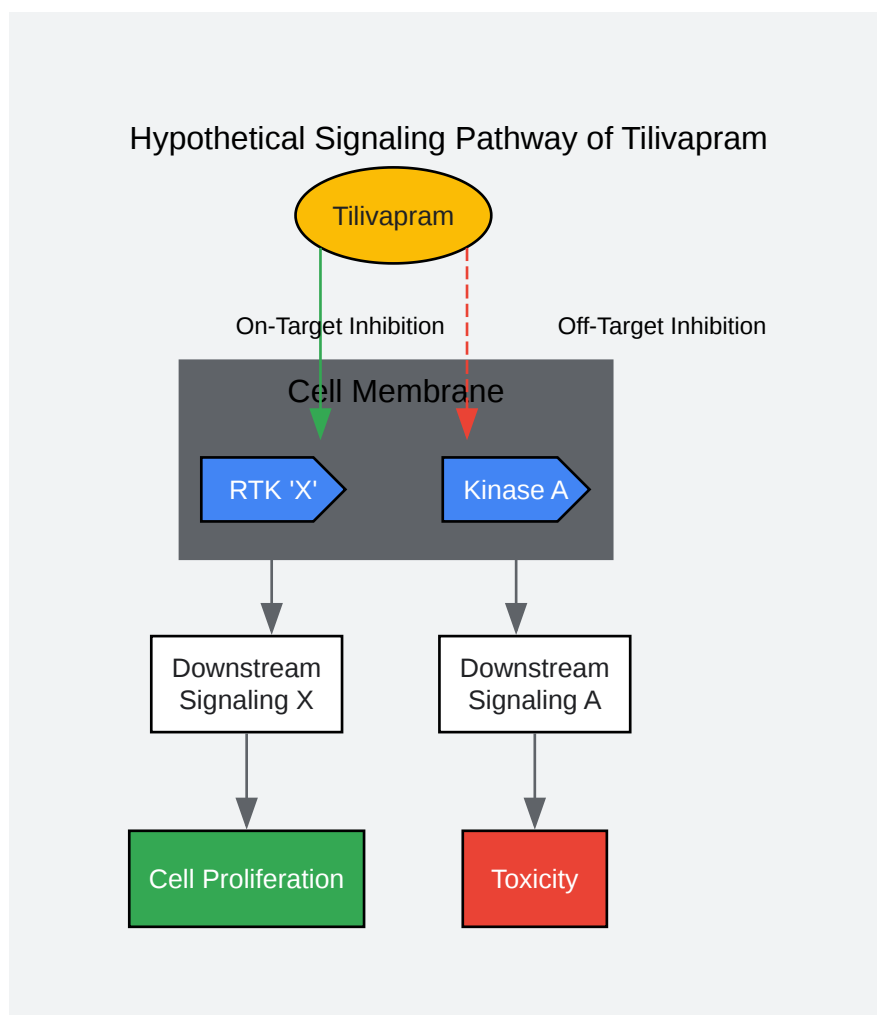 Hypothetical Signaling Pathway of Tilivapram
Tilivapram
On-Target Inhibition
Off-Target Inhibition
Cell Membrane
RTK 'X'
Kinase A
Downstream
Signaling X
Downstream
Signaling A
Cell Proliferation
Toxicity